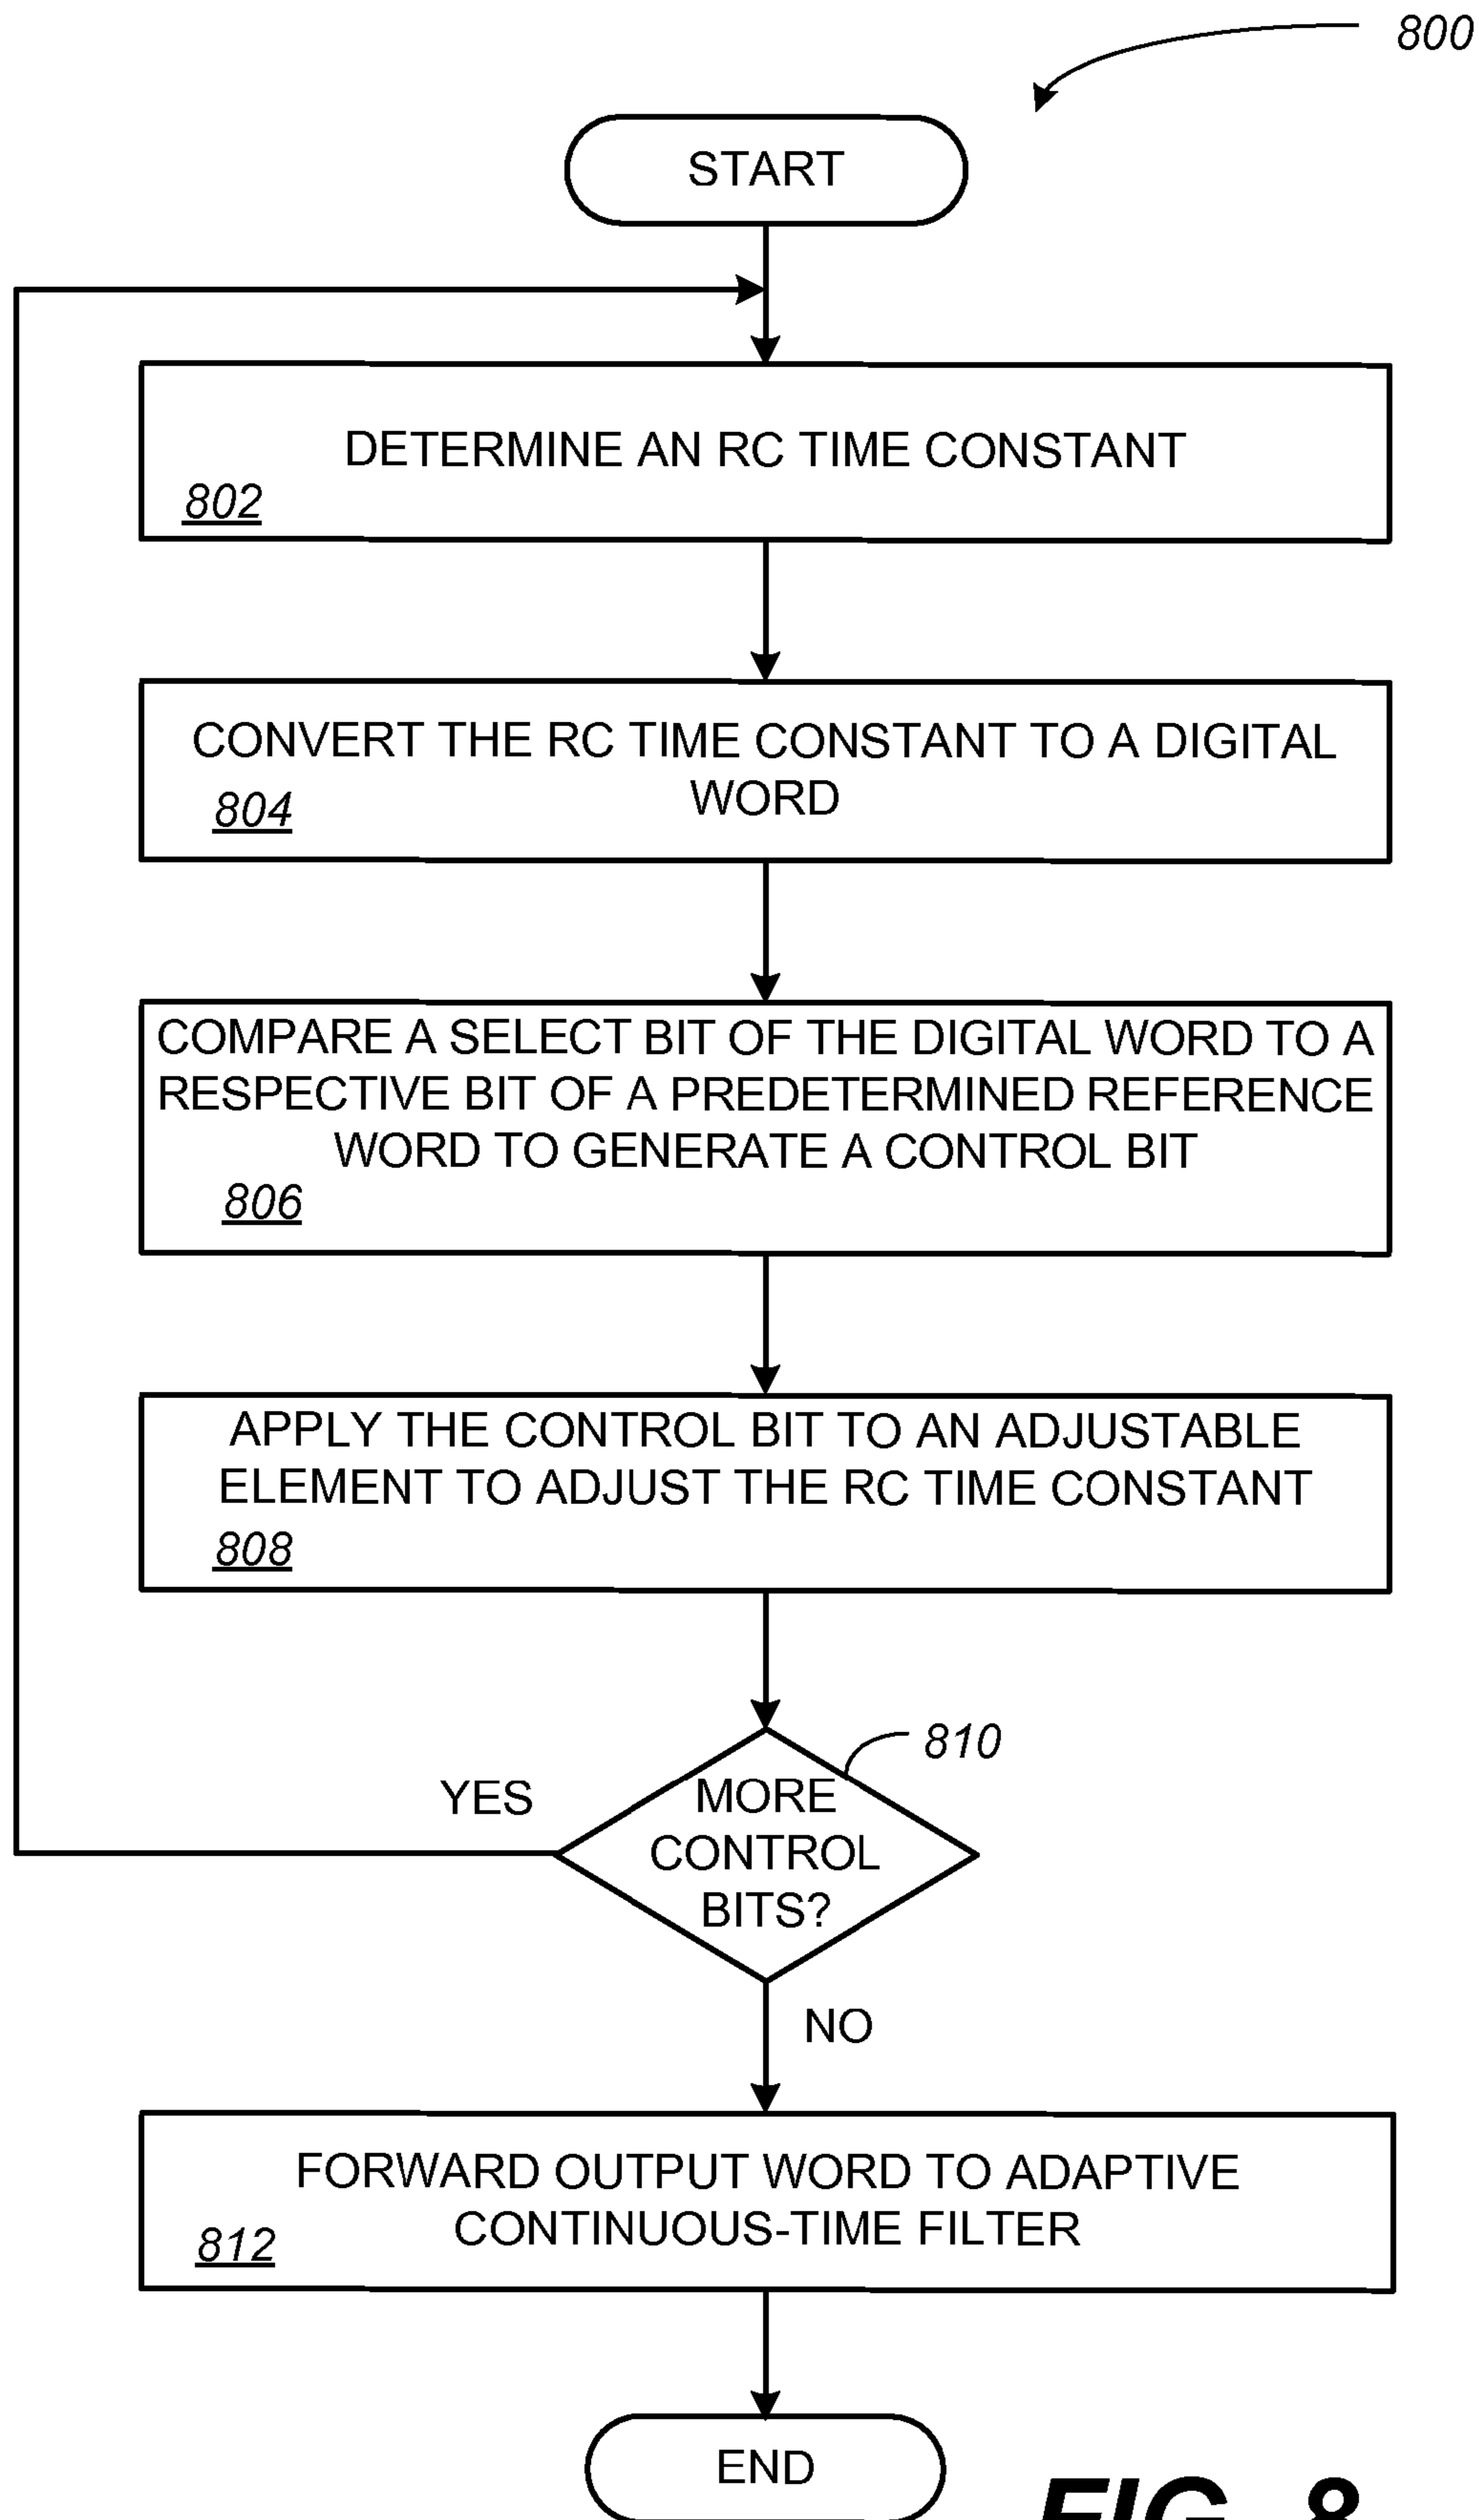 800
START
DETERMINE AN RC TIME CONSTANT
802
CONVERT THE RC TIME CONSTANT TO A DIGITAL
WORD
804
COMPARE A SELECT BIT OF THE DIGITAL WORD TO A
RESPECTIVE BIT OF A PREDETERMINED REFERENCE
WORD TO GENERATE A CONTROL BIT
806
APPLY THE CONTROL BIT TO AN ADJUSTABLE
ELEMENT TO ADJUST THE RC TIME CONSTANT
808
810
YES
MORE
CONTROL
BITS?
NO
FORWARD OUTPUT WORD TO ADAPTIVE
CONTINUOUS-TIME FILTER
812
END
FIG. 8